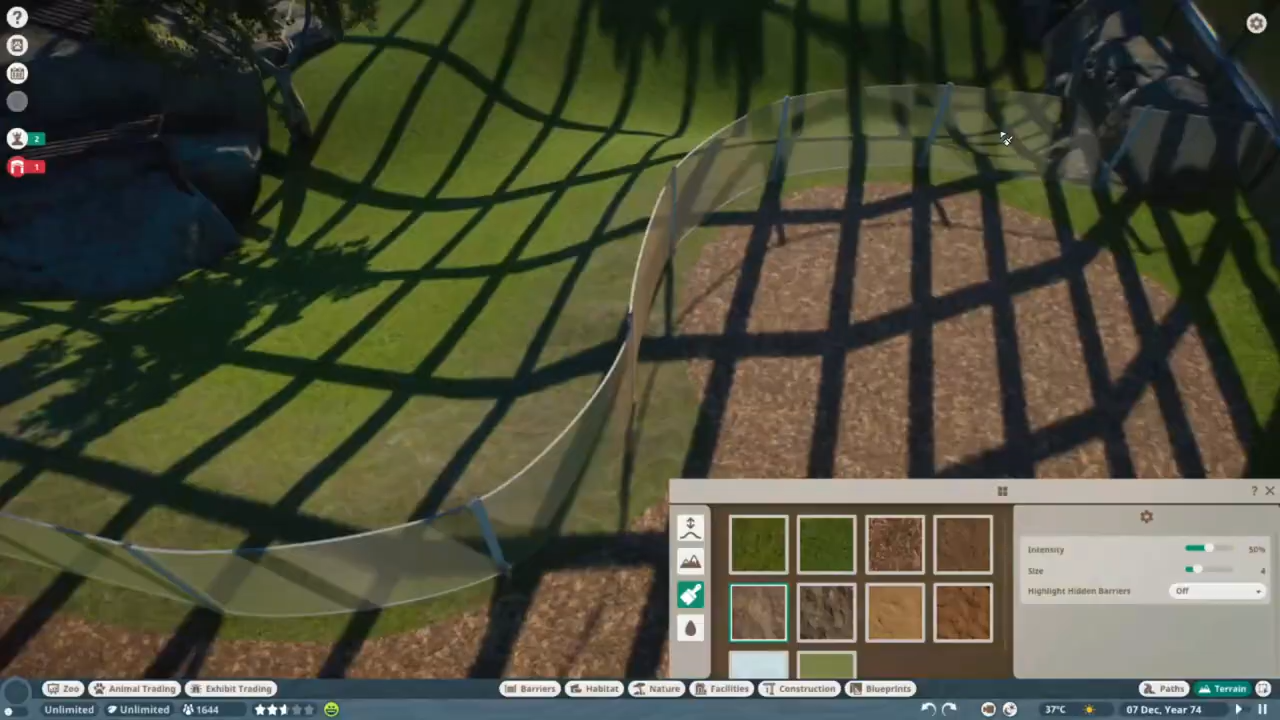 ?
2
1
?
Intensity 50%
Size 4
Highlight Hidden Barriers Off
Zoo Animal Trading Exhibit Trading Barriers Habitat Nature Facilities Construction Blueprints Paths Terrain
Unlimited Unlimited 1644 37°C 07 Dec, Year 74